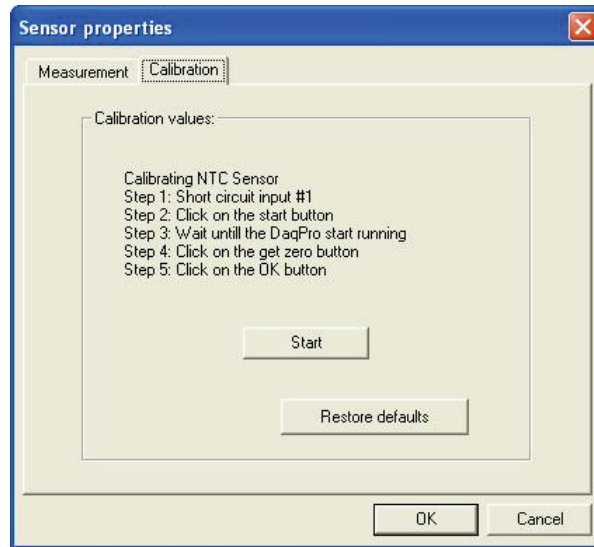 Sensor properties
Measurement
Calibration
Calibration values:
Calibrating NTC Sensor
Step 1: Short circuit input #1
Step 2: Click on the start button
Step 3: Wait untill the DaqPro start running
Step 4: Click on the get zero button
Step 5: Click on the OK button
Start
Restore defaults
OK
Cancel